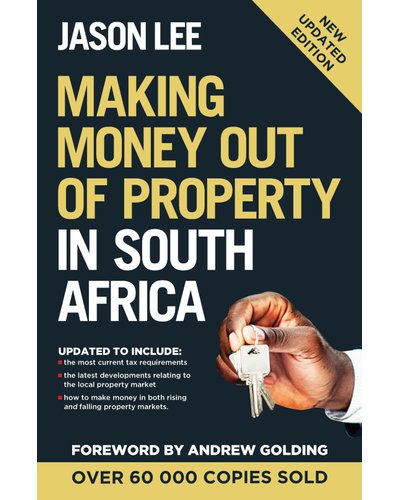 JASON LEE
NEW
UPDATED
EDITION
MAKING
MONEY OUT
OF PROPERTY
IN SOUTH
AFRICA
UPDATED TO INCLUDE:
the most current tax requirements
the latest developments relating to
the local property market
how to make money in both rising
and falling property markets.
FOREWORD BY ANDREW GOLDING
OVER 60 000 COPIES SOLD